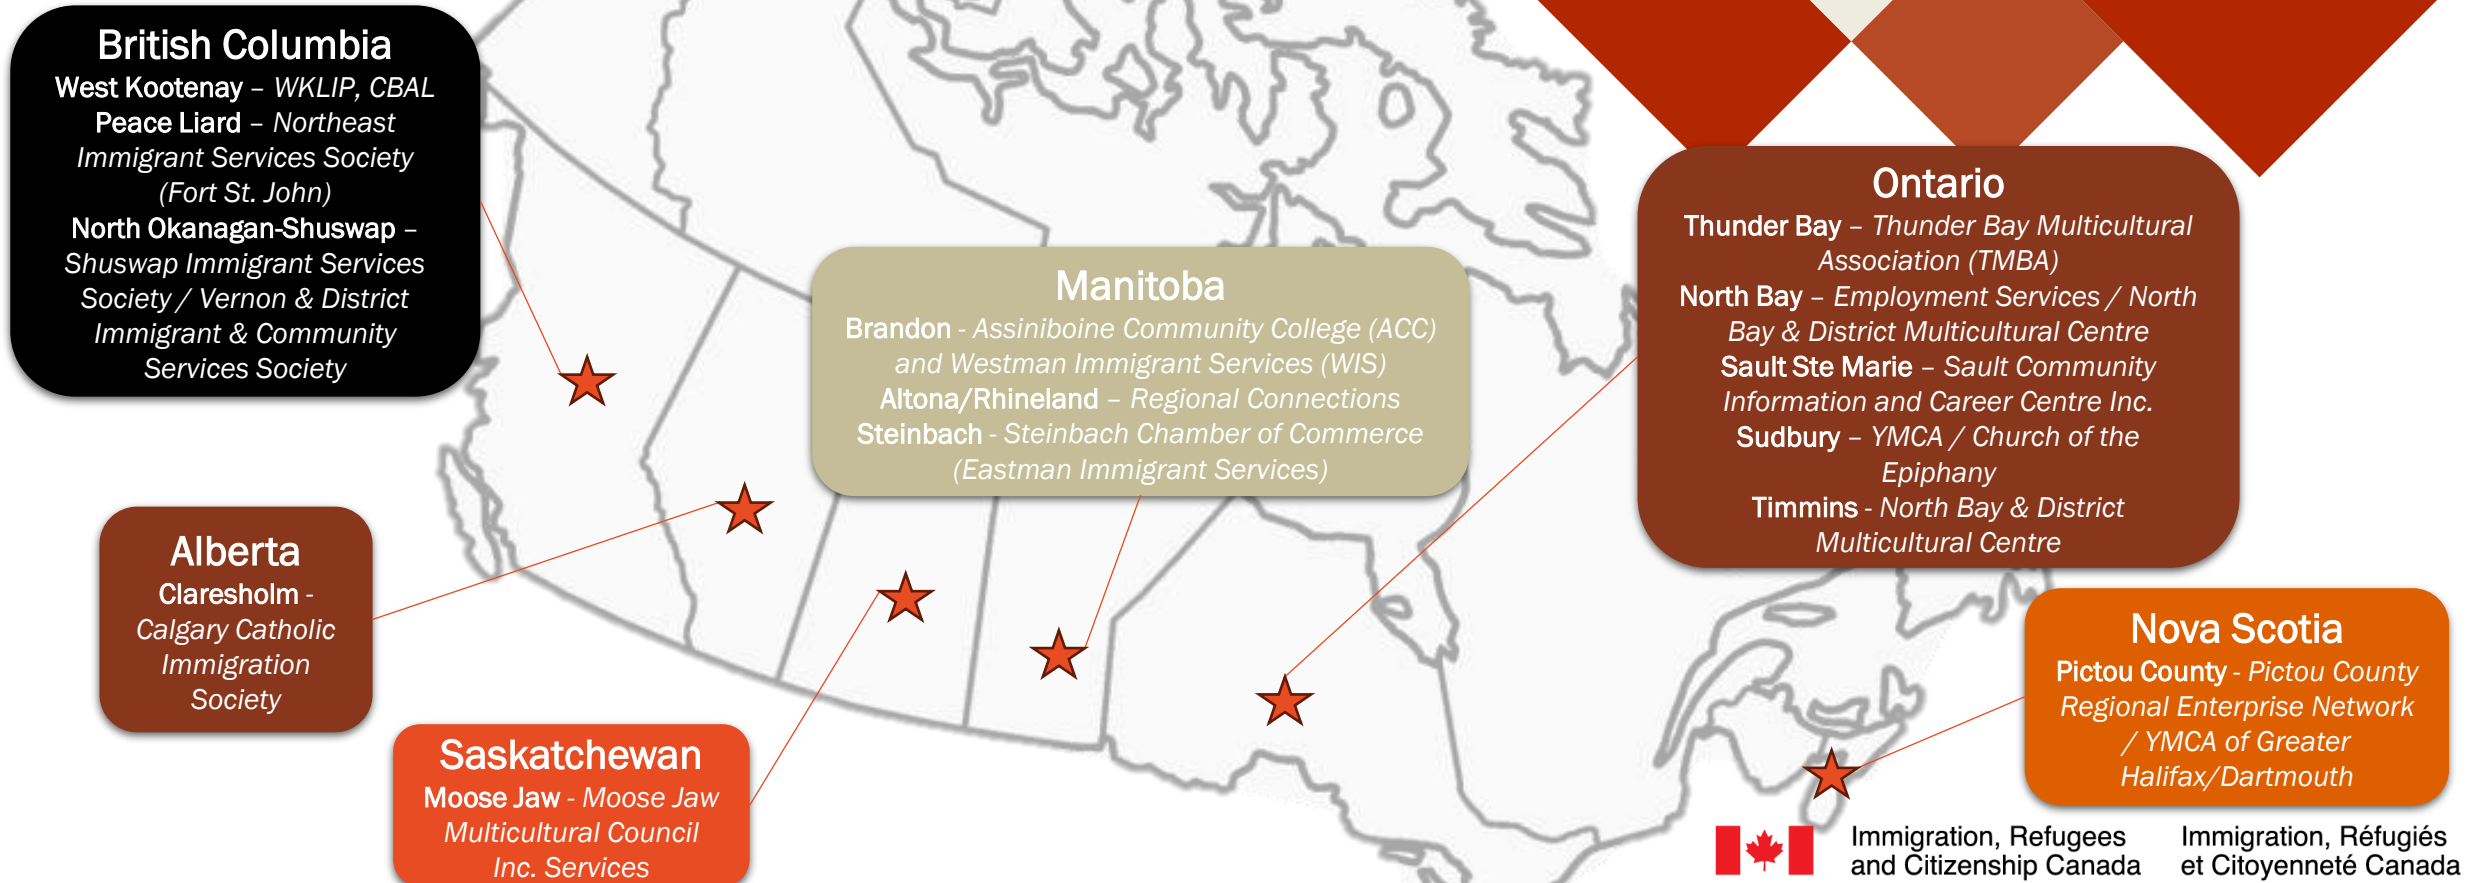 British Columbia
West Kootenay – WKLIP, CBAL
Peace Liard – Northeast
Immigrant Services Society
(Fort St. John)
North Okanagan-Shuswap –
Shuswap Immigrant Services
Society / Vernon & District
Immigrant & Community
Services Society
Alberta
Claresholm -
Calgary Catholic
Immigration
Society
Saskatchewan
Moose Jaw - Moose Jaw
Multicultural Council
Inc. Services
Manitoba
Brandon - Assiniboine Community College (ACC)
and Westman Immigrant Services (WIS)
Altona/Rhineland – Regional Connections
Steinbach - Steinbach Chamber of Commerce
(Eastman Immigrant Services)
Ontario
Thunder Bay – Thunder Bay Multicultural
Association (TMBA)
North Bay – Employment Services / North
Bay & District Multicultural Centre
Sault Ste Marie – Sault Community
Information and Career Centre Inc.
Sudbury – YMCA / Church of the
Epiphany
Timmins - North Bay & District
Multicultural Centre
Nova Scotia
Pictou County - Pictou County
Regional Enterprise Network
/ YMCA of Greater
Halifax/Dartmouth
Immigration, Refugees
and Citizenship Canada
Immigration, Réfugiés
et Citoyenneté Canada